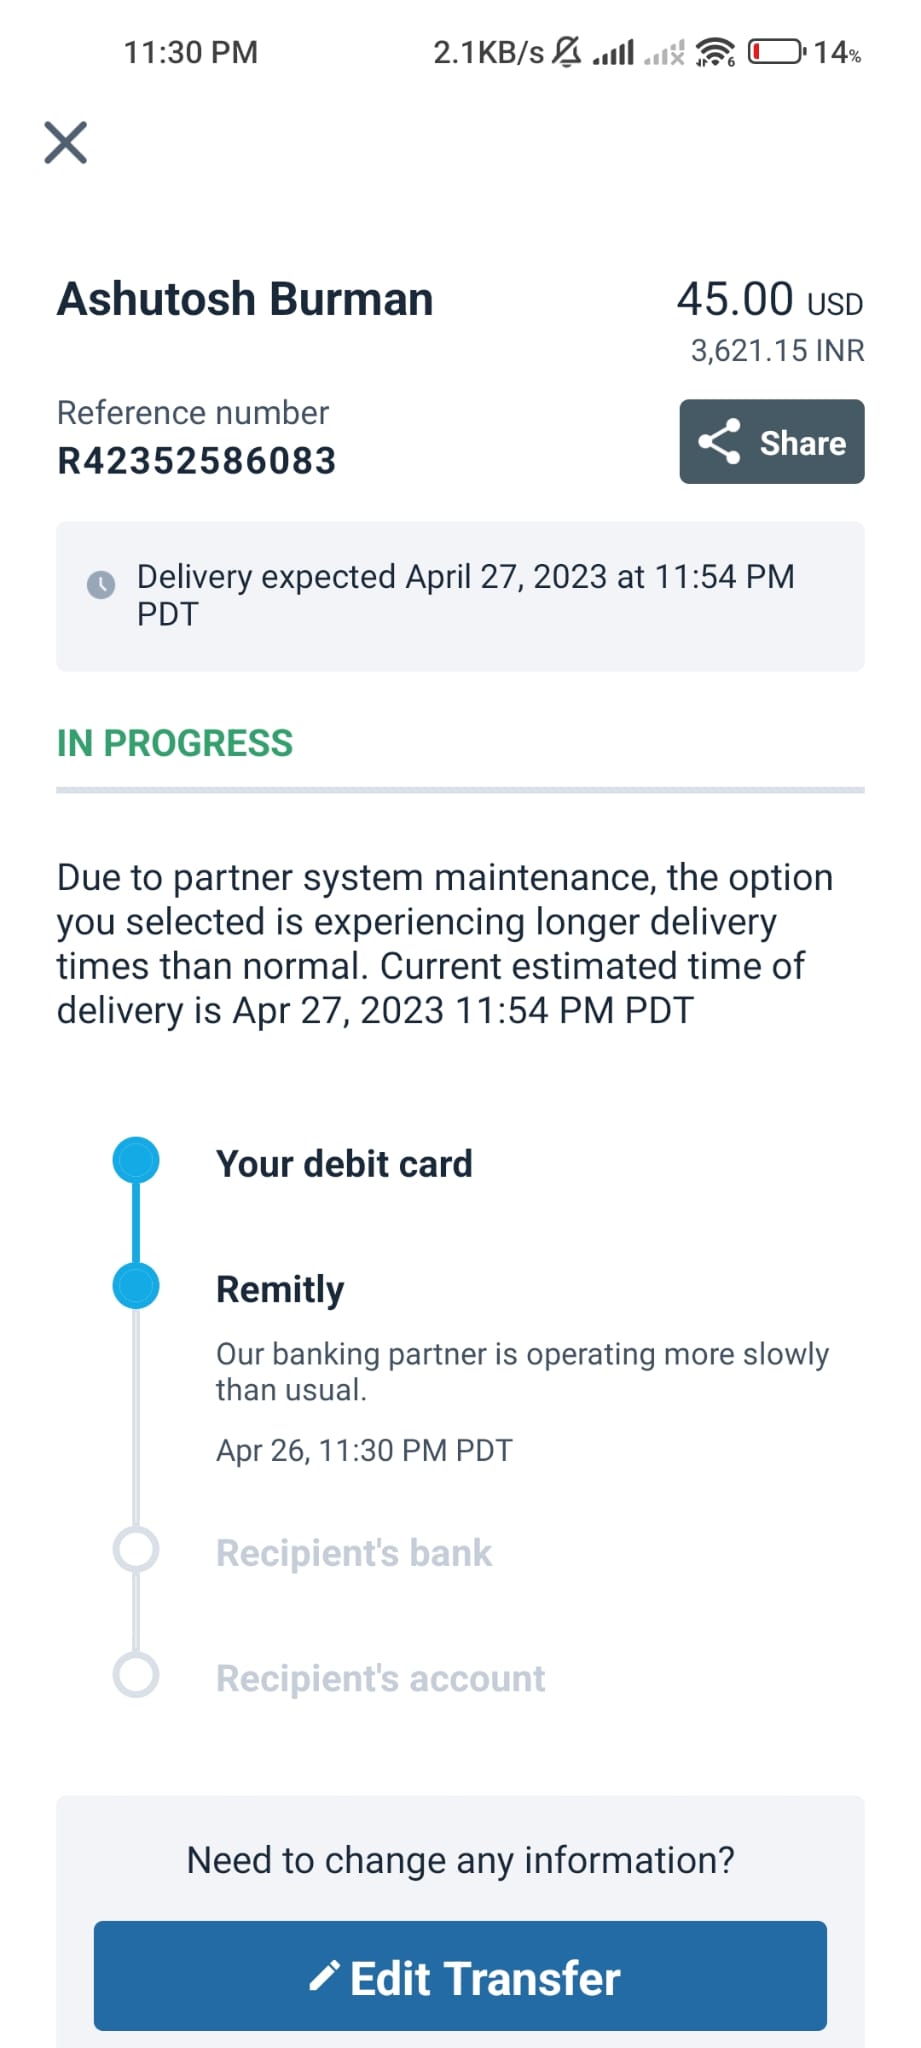 11:30 PM 2.1KB/s 6 14%
Ashutosh Burman 45.00 USD
3,621.15 INR
Reference number
R42352586083
Share
Delivery expected April 27, 2023 at 11:54 PM
PDT
IN PROGRESS
Due to partner system maintenance, the option
you selected is experiencing longer delivery
times than normal. Current estimated time of
delivery is Apr 27, 2023 11:54 PM PDT
Your debit card
Remitly
Our banking partner is operating more slowly
than usual.
Apr 26, 11:30 PM PDT
Recipient's bank
Recipient's account
Need to change any information?
Edit Transfer